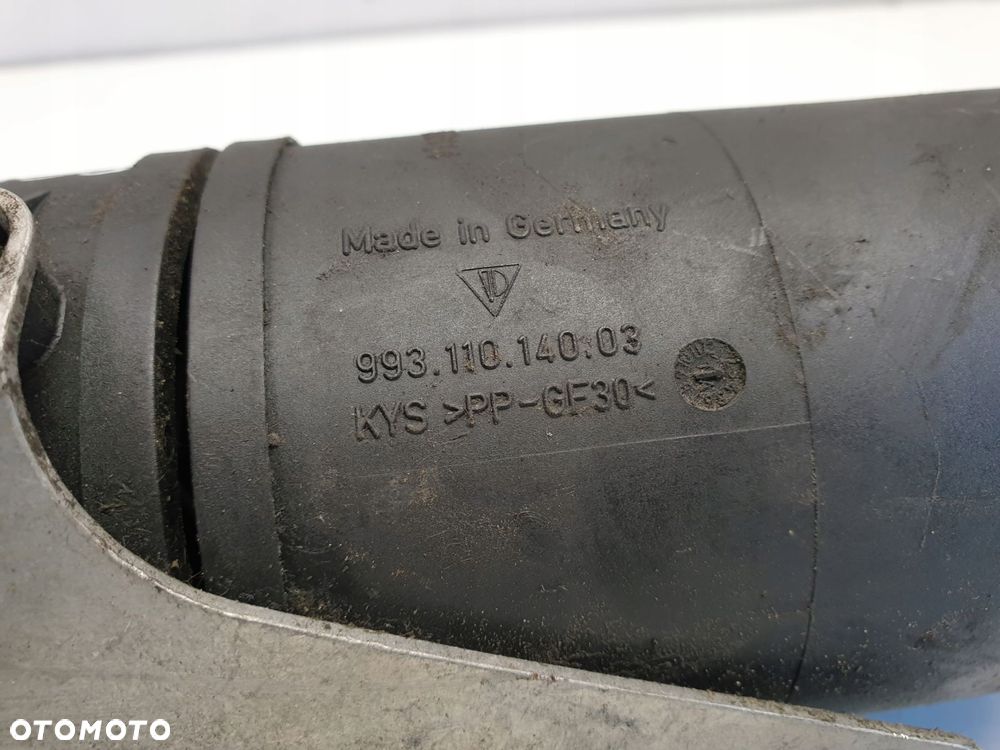 Made in Germany
993.110.140.03
KYS >PP-GF30<
OTOMOTO